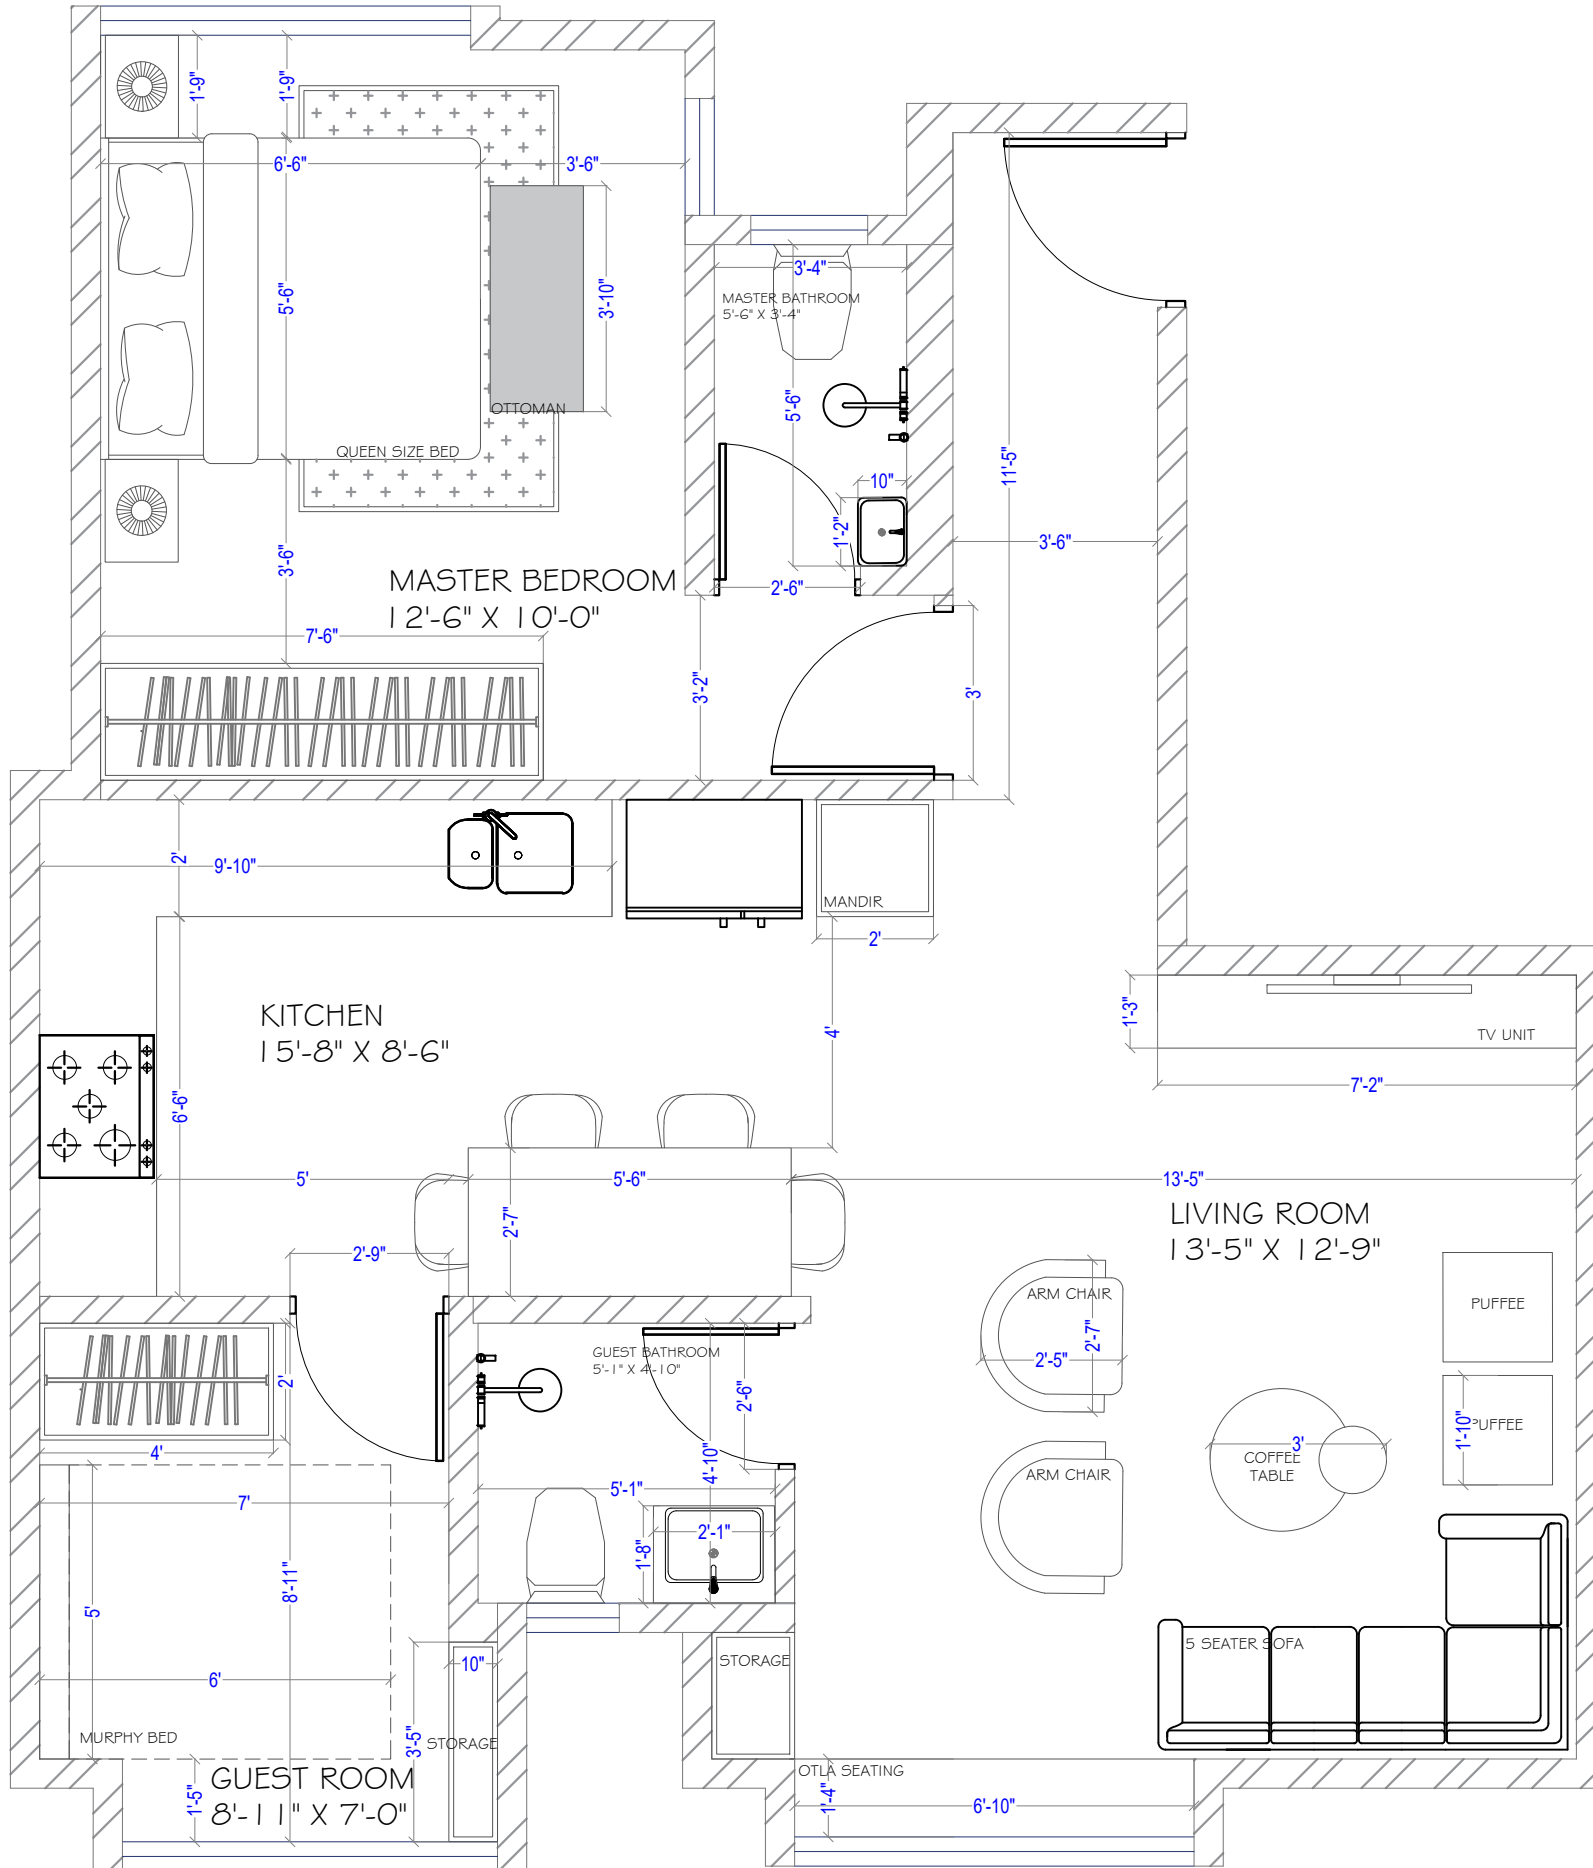 1'-9"
1'-9"
6'-6"
3'-6"
5'-6"
3'-10"
OTTOMAN
QUEEN SIZE BED
3'-6"
MASTER BEDROOM
12'-6" X 10'-0"
7'-6"
3'-4"
MASTER BATHROOM
5'-6" X 3'-4"
5'-6"
10"
1'-2"
2'-6"
11'-5"
3'-6"
3'-2"
3'
2'
9'-10"
MANDIR
2'
KITCHEN
15'-8" X 8'-6"
4'
6'-6"
1'-3"
TV UNIT
7'-2"
5'
5'-6"
13'-5"
2'-7"
2'-9"
LIVING ROOM
13'-5" X 12'-9"
ARM CHAIR
2'-7"
2'-5"
PUFFEE
GUEST BATHROOM
5'-1" X 4'-10"
2'
2'-6"
4'
4'-10"
1'-10"
PUFFEE
3'
COFFEE
TABLE
ARM CHAIR
7'
5'-1"
2'-1"
1'-8"
8'-11"
5'
6'
10"
STORAGE
5 SEATER SOFA
MURPHY BED
3'-5"
STORAGE
GUEST ROOM
8'-11" X 7'-0"
1'-5"
OTLA SEATING
1'-4"
6'-10"